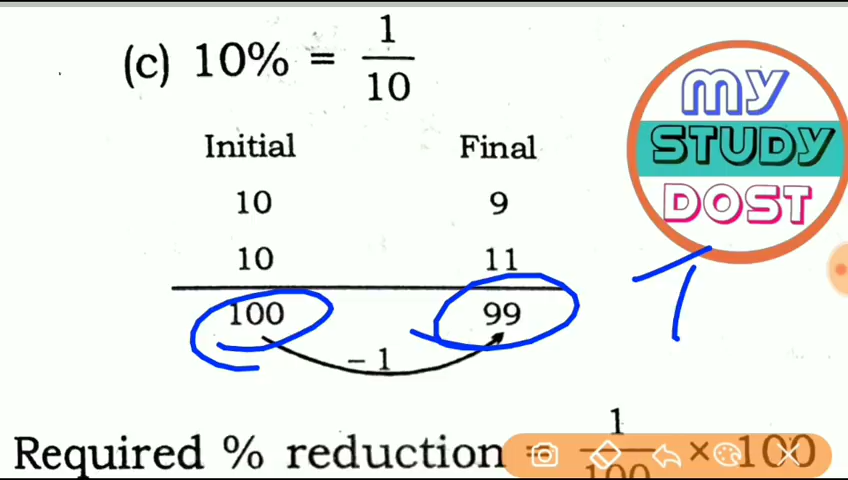 (c) 10% = 1/10
MY
STUDY
DOST
Initial Final
10 9
10 11
100 99
– 1
Required % reduction = 1/100 × 100